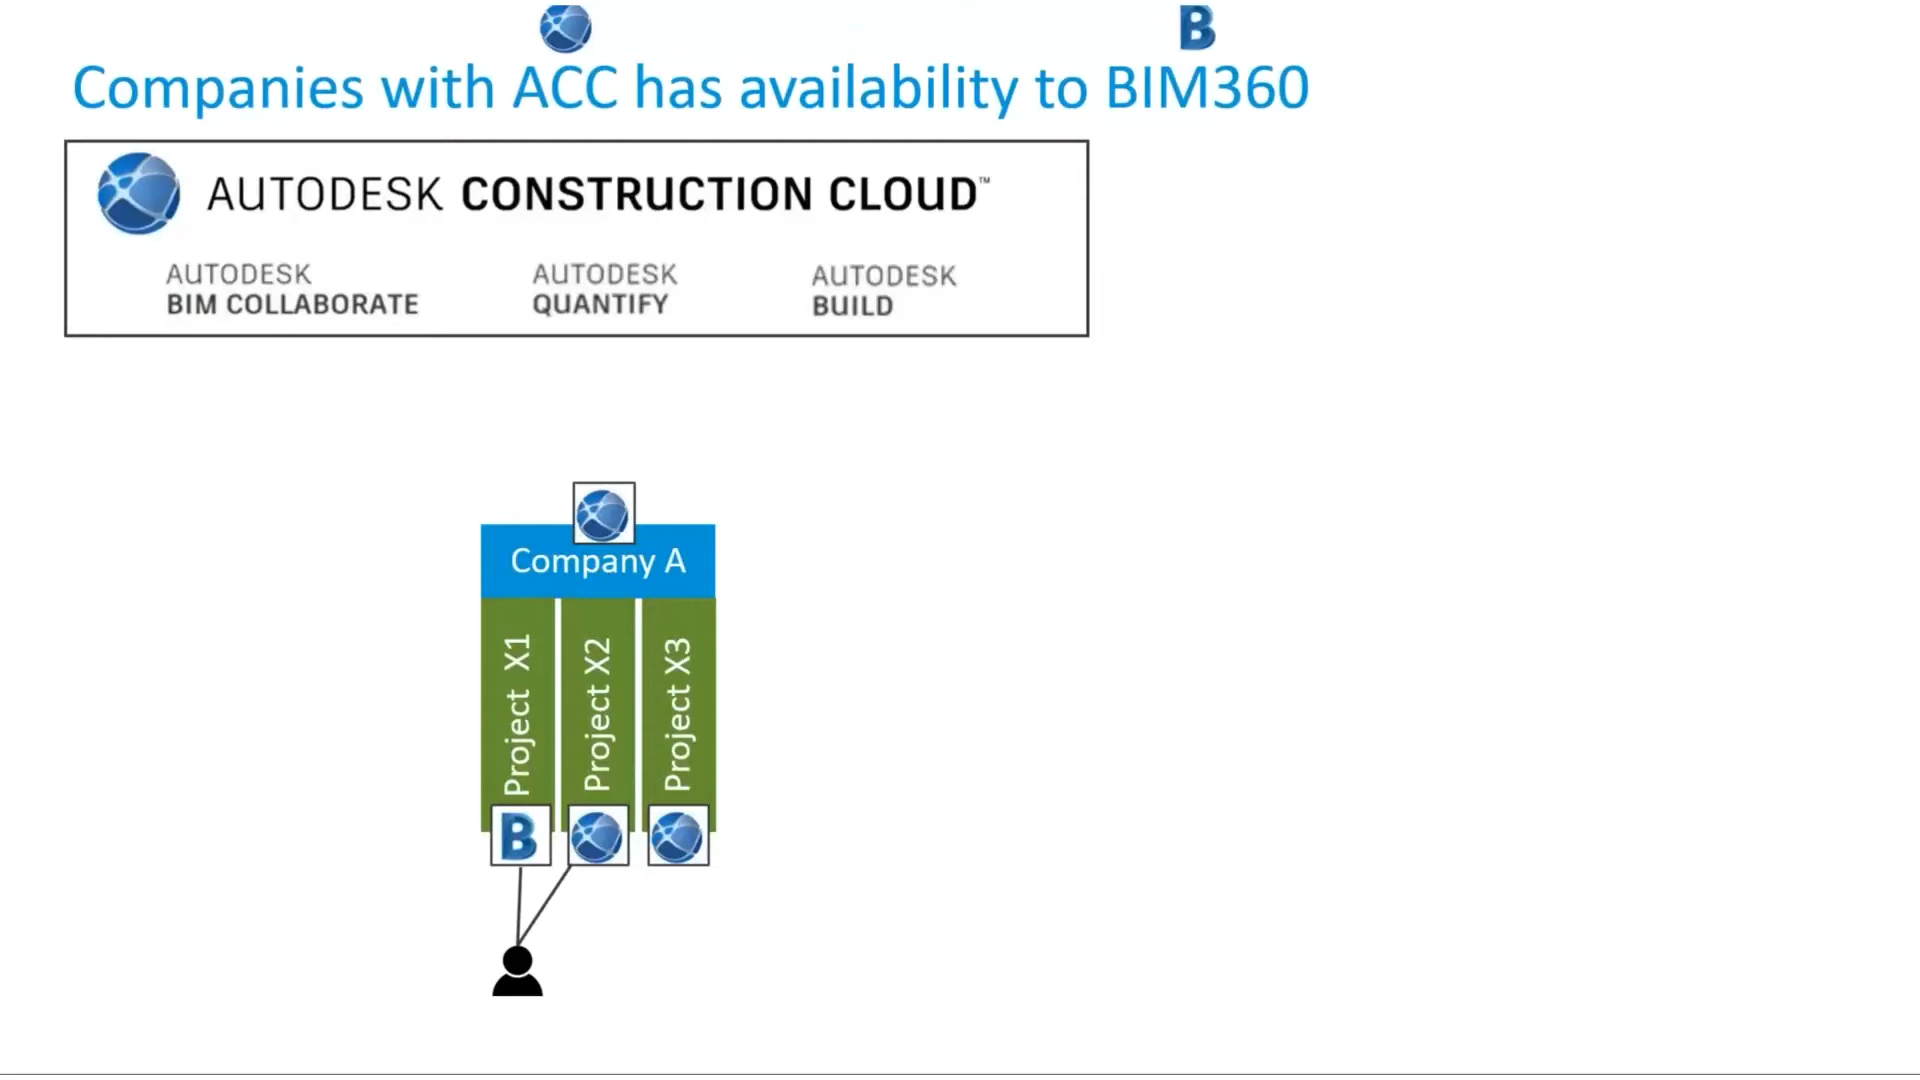 B
Companies with ACC has availability to BIM360
AUTODESK CONSTRUCTION CLOUD™
AUTODESK
BIM COLLABORATE
AUTODESK
QUANTIFY
AUTODESK
BUILD
Company A
Project X1
Project X2
Project X3
B